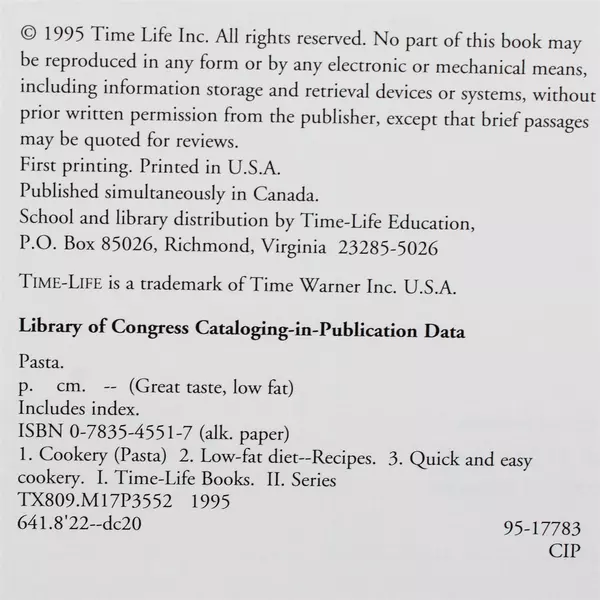 © 1995 Time Life Inc. All rights reserved. No part of this book may
be reproduced in any form or by any electronic or mechanical means,
including information storage and retrieval devices or systems, without
prior written permission from the publisher, except that brief passages
may be quoted for reviews.
First printing. Printed in U.S.A.
Published simultaneously in Canada.
School and library distribution by Time-Life Education,
P.O. Box 85026, Richmond, Virginia 23285-5026
TIME-LIFE is a trademark of Time Warner Inc. U.S.A.
Library of Congress Cataloging-in-Publication Data
Pasta.
p. cm. -- (Great taste, low fat)
Includes index.
ISBN 0-7835-4551-7 (alk. paper)
1. Cookery (Pasta) 2. Low-fat diet--Recipes. 3. Quick and easy
cookery. I. Time-Life Books. II. Series
TX809.M17P3552 1995
641.8'22--dc20 95-17783
CIP